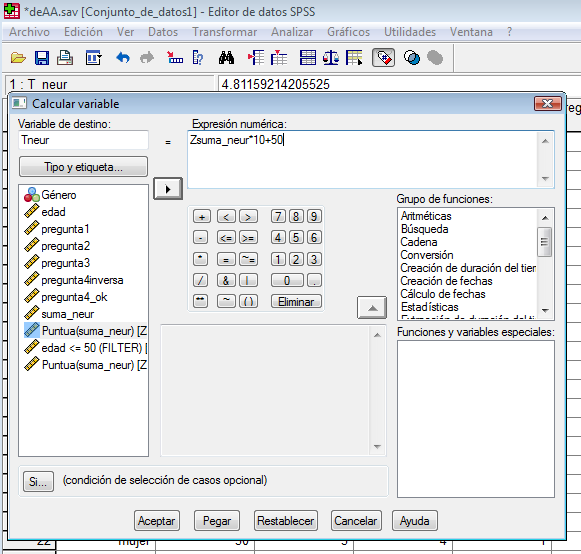 *deAA.sav [Conjunto_de_datos1] - Editor de datos SPSS
Archivo Edición Ver Datos Transformar Analizar Gráficos Utilidades Ventana ?
1 : T_neur 4.81159214205525
Calcular variable
Variable de destino: Expresión numérica:
Tneur = Zsuma_neur*10+50
Tipo y etiqueta...
Género
edad
pregunta1
pregunta2
pregunta3
pregunta4inversa
pregunta4_ok
suma_neur
Puntua(suma_neur) [Z
edad <= 50 (FILTER) [
Puntua(suma_neur) [Z
+ < > 7 8 9
- <= >= 4 5 6
* = ~= 1 2 3
/ & | 0 .
** ~ ( ) Eliminar
Grupo de funciones:
Aritméticas
Búsqueda
Cadena
Conversión
Creación de duración del tier
Creación de fechas
Cálculo de fechas
Estadísticas
Extracción de duración del ti
Funciones y variables especiales:
Si... (condición de selección de casos opcional)
Aceptar Pegar Restablecer Cancelar Ayuda
22 mujer